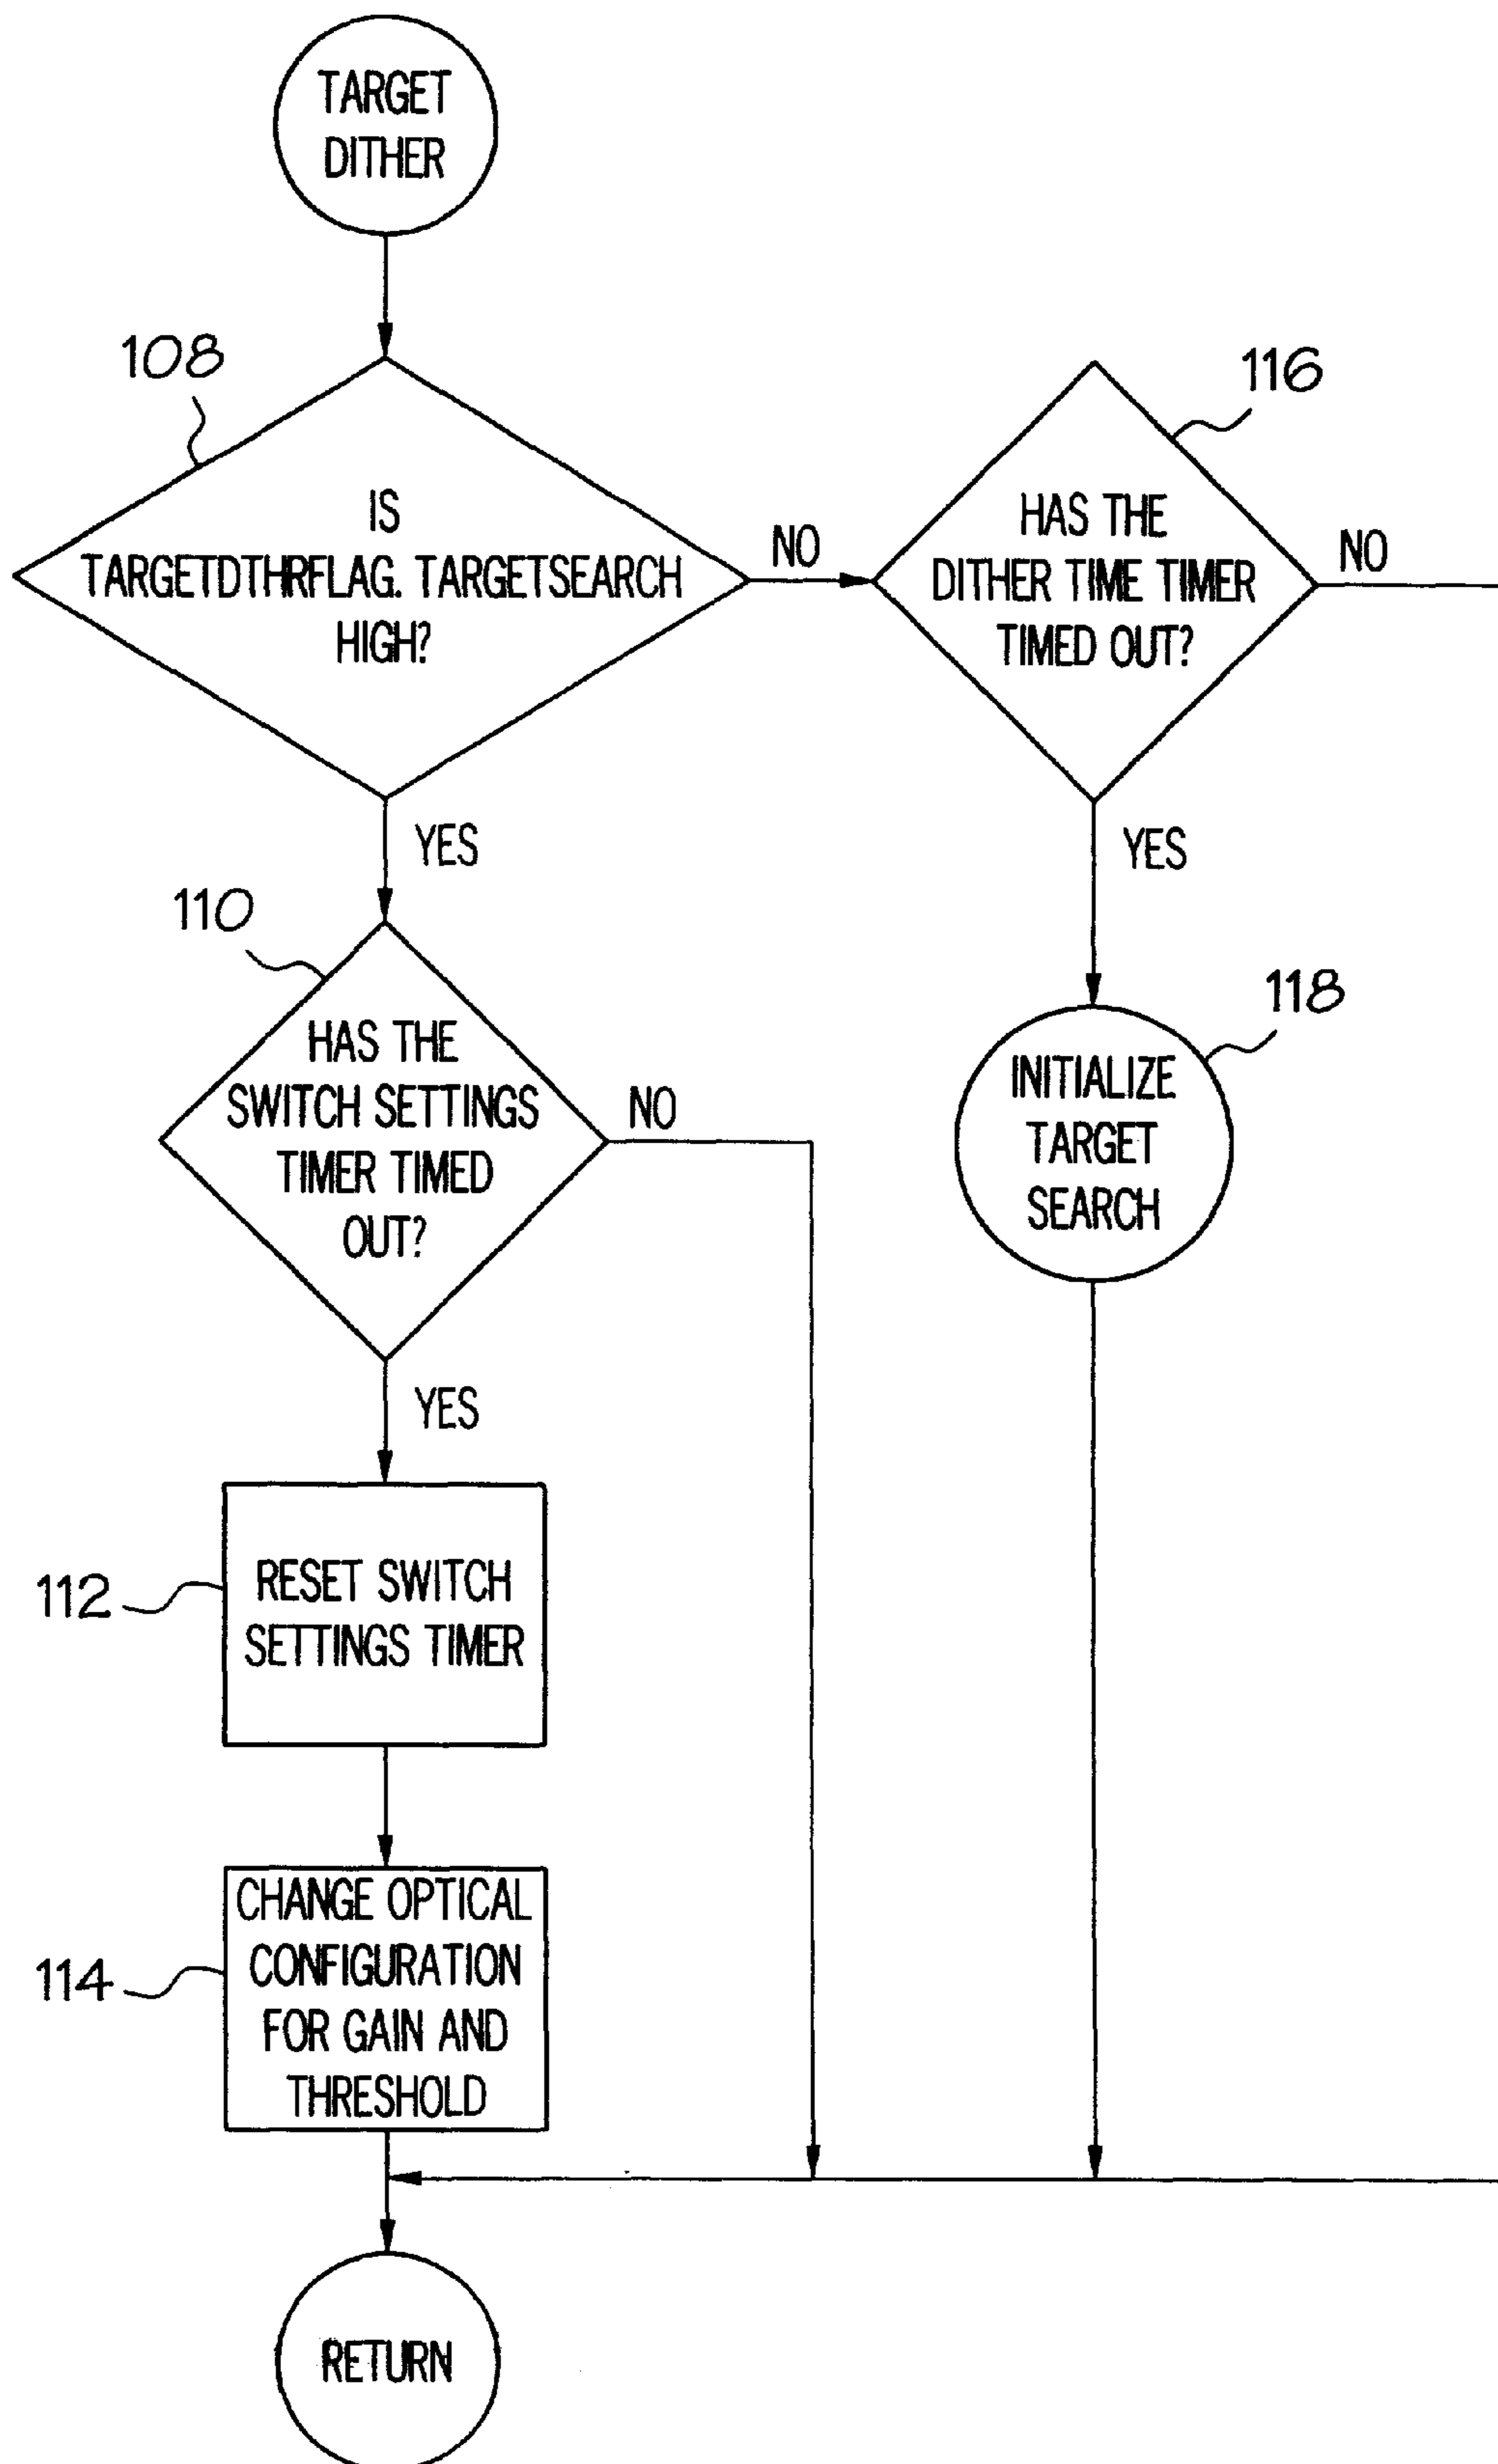 TARGET
DITHER
108
IS
TARGETDTHRFLAG. TARGETSEARCH
HIGH?
NO
116
HAS THE
DITHER TIME TIMER
TIMED OUT?
NO
YES
YES
110
HAS THE
SWITCH SETTINGS
TIMER TIMED
OUT?
NO
118
INITIALIZE
TARGET
SEARCH
YES
112
RESET SWITCH
SETTINGS TIMER
114
CHANGE OPTICAL
CONFIGURATION
FOR GAIN AND
THRESHOLD
RETURN